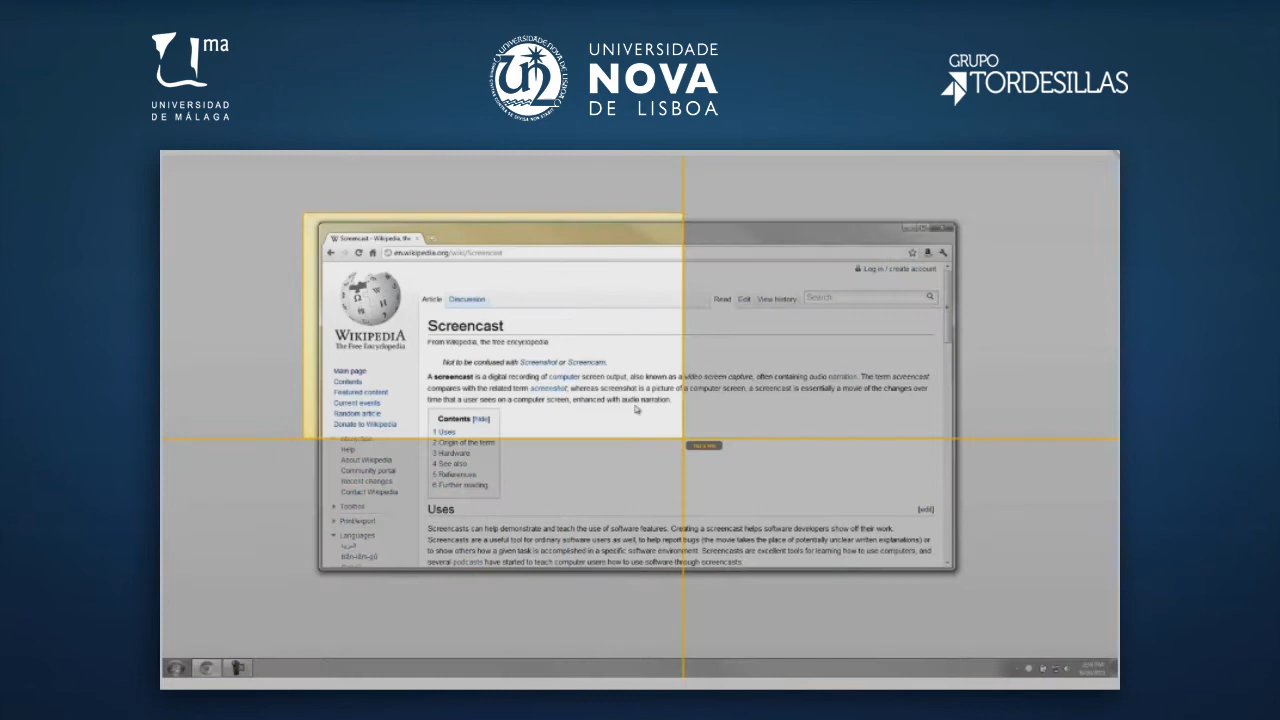 uma
UNIVERSIDAD
DE MÁLAGA
UNIVERSIDADE
NOVA
DE LISBOA
GRUPO
TORDESILLAS
Screencast - Wikipedia, the
en.wikipedia.org/wiki/Screencast
Log in / create account
Article Discussion Read Edit View history Search
WIKIPEDIA
The Free Encyclopedia
Screencast
From Wikipedia, the free encyclopedia
Not to be confused with Screenshot or Screencam.
A screencast is a digital recording of computer screen output, also known as a video screen capture, often containing audio narration. The term screencast
compares with the related term screenshot; whereas screenshot is a picture of a computer screen, a screencast is essentially a movie of the changes over
time that a user sees on a computer screen, enhanced with audio narration.
Main page
Contents
Featured content
Current events
Random article
Donate to Wikipedia
Interaction
Help
About Wikipedia
Community portal
Recent changes
Contact Wikipedia
Toolbox
Print/export
Languages
العربية
Bân-lâm-gú
Contents [hide]
1 Uses
2 Origin of the term
3 Hardware
4 See also
5 References
6 Further reading
Uses [edit]
Screencasts can help demonstrate and teach the use of software features. Creating a screencast helps software developers show off their work.
Screencasts are a useful tool for ordinary software users as well, to help report bugs (the movie takes the place of potentially unclear written explanations) or
to show others how a given task is accomplished in a specific software environment. Screencasts are excellent tools for learning how to use computers, and
several podcasts have started to teach computer users how to use software through screencasts.